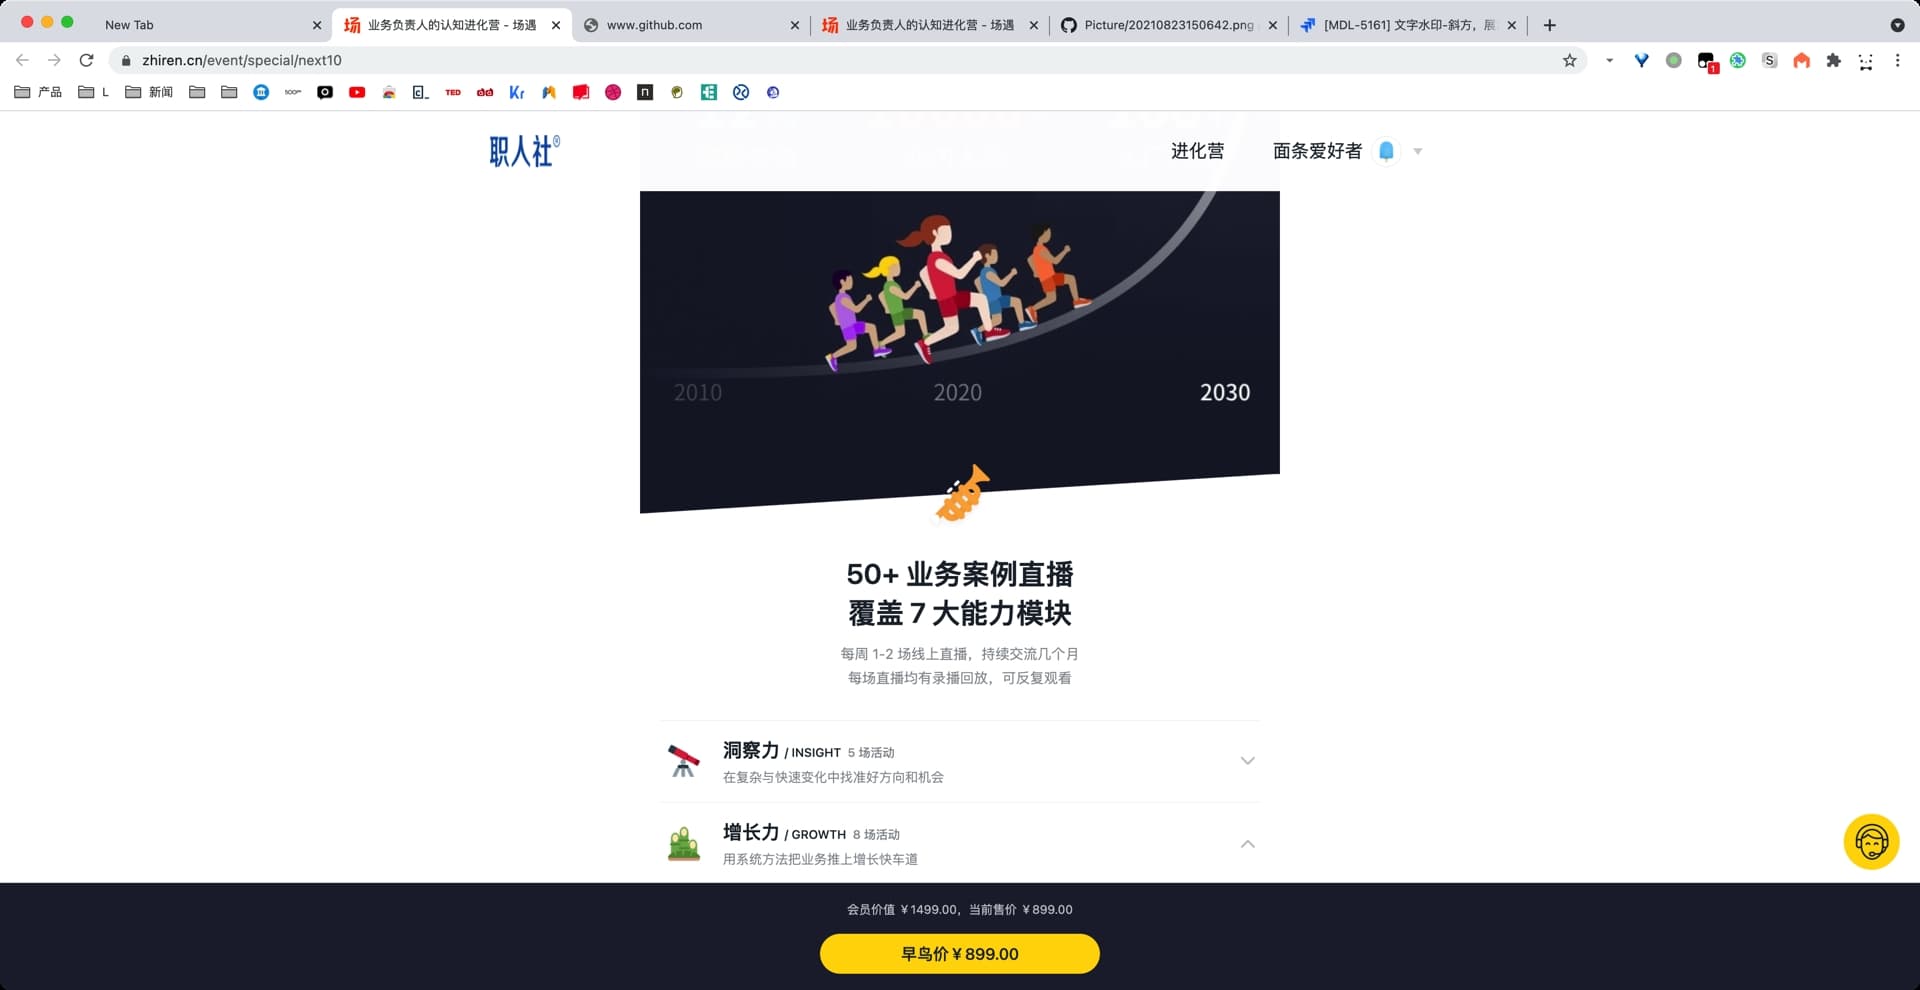 New Tab
业务负责人的认知进化营 - 场遇
www.github.com
业务负责人的认知进化营 - 场遇
Picture/20210823150642.png
[MDL-5161] 文字水印-斜方，展
zhiren.cn/event/special/next10
1
产品
L
新闻
TED
Kr
职人社®
进化营
面条爱好者
2010
2020
2030
50+ 业务案例直播
覆盖 7 大能力模块
每周 1-2 场线上直播，持续交流几个月
每场直播均有录播回放，可反复观看
洞察力 / INSIGHT 5 场活动
在复杂与快速变化中找准好方向和机会
增长力 / GROWTH 8 场活动
用系统方法把业务推上增长快车道
会员价值 ¥1499.00，当前售价 ¥899.00
早鸟价 ¥899.00